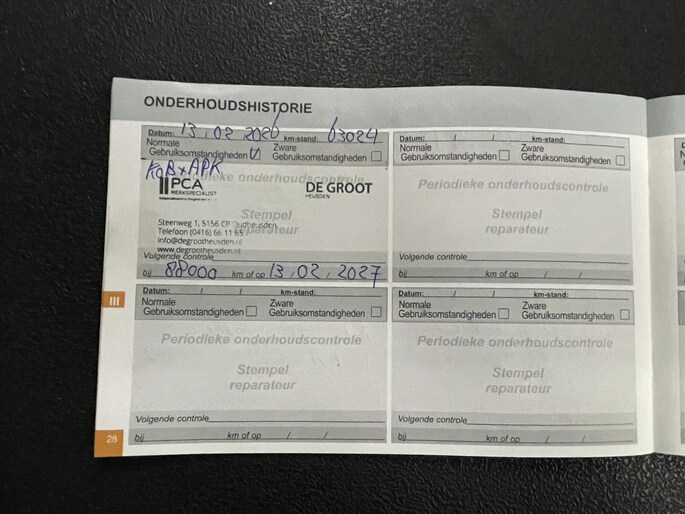 ONDERHOUDSHISTORIE
Datum: 13.02 2026 km-stand: 63024
Normale Gebruiksomstandigheden Zware Gebruiksomstandigheden
+ APK
Periodieke onderhoudscontrole
PCA
MERKSPECIALIST
DE GROOT
HEUSDEN
Stempel
reparateur
Steenweg 1, 5156 CP Oudheusden
Telefoon (0416) 66 11 65
info@degrootheusden.nl
www.degrootheusden.nl
Volgende controle
bij 88000 km of op 13.02.2027
Datum: / / km-stand:
Normale Gebruiksomstandigheden Zware Gebruiksomstandigheden
Periodieke onderhoudscontrole
Stempel
reparateur
Volgende controle
bij km of op / /
III
Datum: / / km-stand:
Normale Gebruiksomstandigheden Zware Gebruiksomstandigheden
Periodieke onderhoudscontrole
Stempel
reparateur
Volgende controle
bij km of op / /
Datum: / / km-stand:
Normale Gebruiksomstandigheden Zware Gebruiksomstandigheden
Periodieke onderhoudscontrole
Stempel
reparateur
Volgende controle
bij km of op / /
28